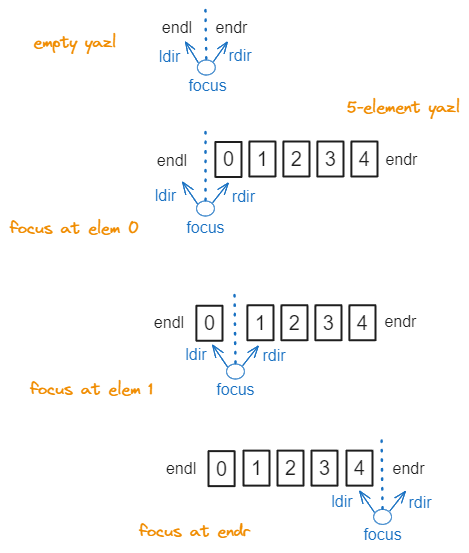 endl endr
empty yazl
ldir rdir
focus
5-element yazl
endl 0 1 2 3 4 endr
ldir rdir
focus at elem 0
focus
endl 0 1 2 3 4 endr
ldir rdir
focus at elem 1
focus
endl 0 1 2 3 4 endr
ldir rdir
focus at endr
focus